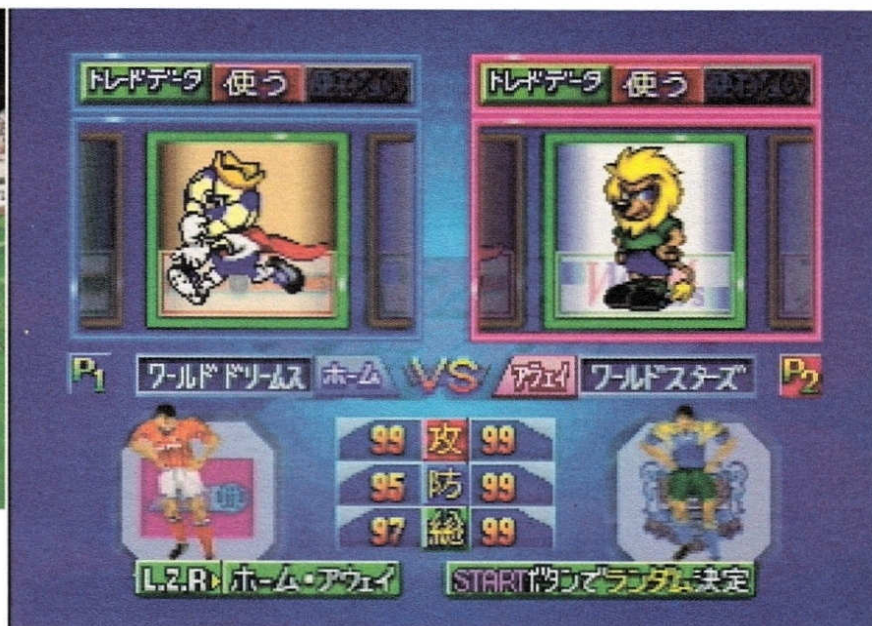 トレードデータ 使う
トレードデータ 使う
P1 ワールドドリームス ホーム VS アウェイ ワールドスターズ P2
99 攻 99
95 防 99
97 総 99
L.Z.R ホーム・アウェイ
STARTボタンでランダム決定